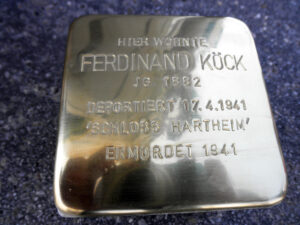 HIER WOHNTE
FERDINAND KÖCK
JG 1882
DEPORTIERT 17.4.1941
'SCHLOSS HARTHEIM'
ERMORDET 1941